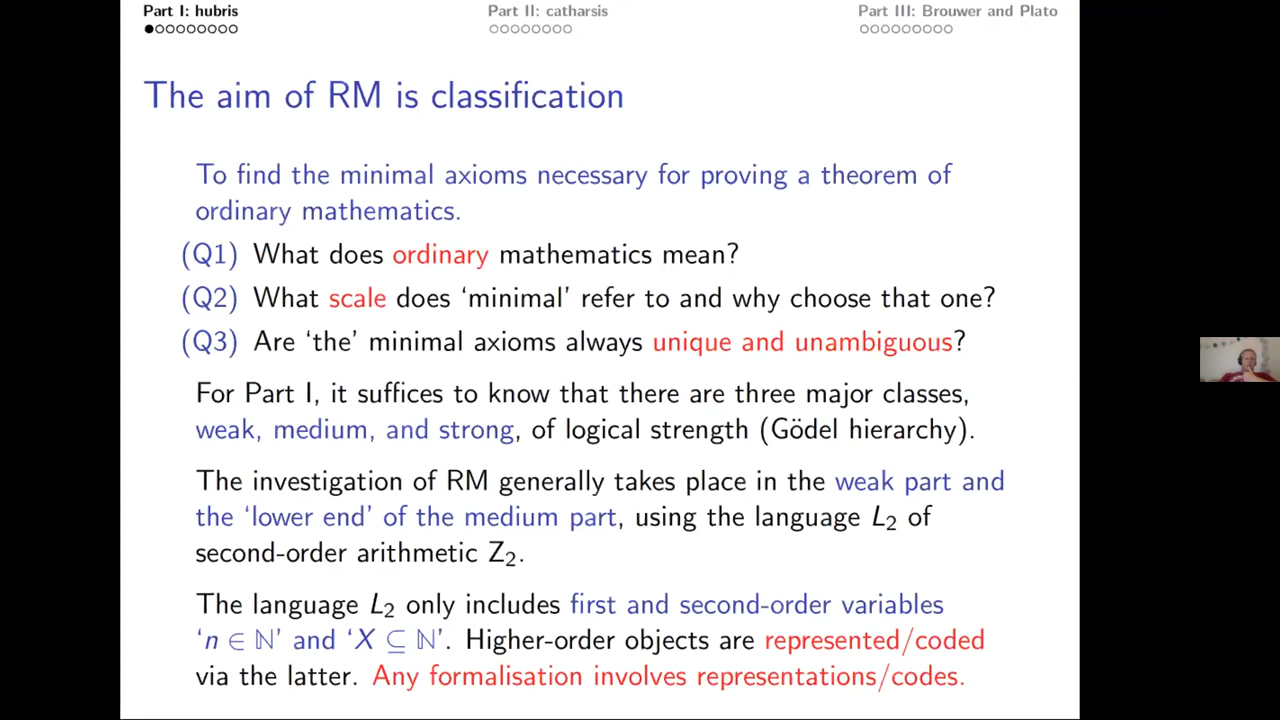 Part I: hubris Part II: catharsis Part III: Brouwer and Plato
The aim of RM is classification
To find the minimal axioms necessary for proving a theorem of
ordinary mathematics.
(Q1) What does ordinary mathematics mean?
(Q2) What scale does ‘minimal’ refer to and why choose that one?
(Q3) Are ‘the’ minimal axioms always unique and unambiguous?
For Part I, it suffices to know that there are three major classes,
weak, medium, and strong, of logical strength (Gödel hierarchy).
The investigation of RM generally takes place in the weak part and
the ‘lower end’ of the medium part, using the language L₂ of
second-order arithmetic Z₂.
The language L₂ only includes first and second-order variables
‘n ∈ ℕ’ and ‘X ⊆ ℕ’. Higher-order objects are represented/coded
via the latter. Any formalisation involves representations/codes.